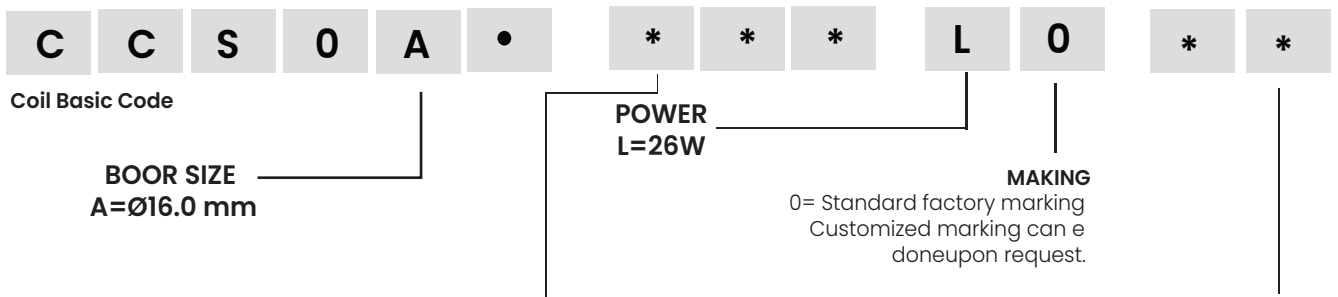 C C S 0 A • * * * L 0 * *
Coil Basic Code
POWER
L=26W
BOOR SIZE
A=Ø16.0 mm
MAKING
0= Standard factory marking
Customized marking can e
doneupon request.